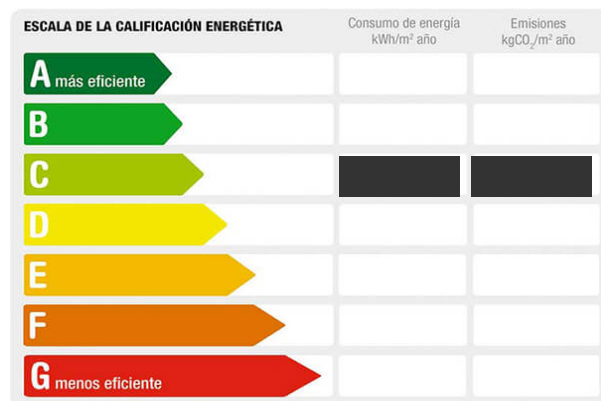 ESCALA DE LA CALIFICACIÓN ENERGÉTICA
Consumo de energía
kWh/m² año
Emisiones
kgCO₂/m² año
A más eficiente
B
C
D
E
F
G menos eficiente